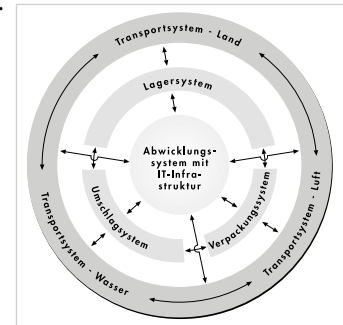 Transportsystem - Land
Lagersystem
Abwicklungs-
system mit
IT-Infra-
struktur
Umschlagsystem
Verpackungssystem
Transportsystem - Wasser
Transportsystem - Luft